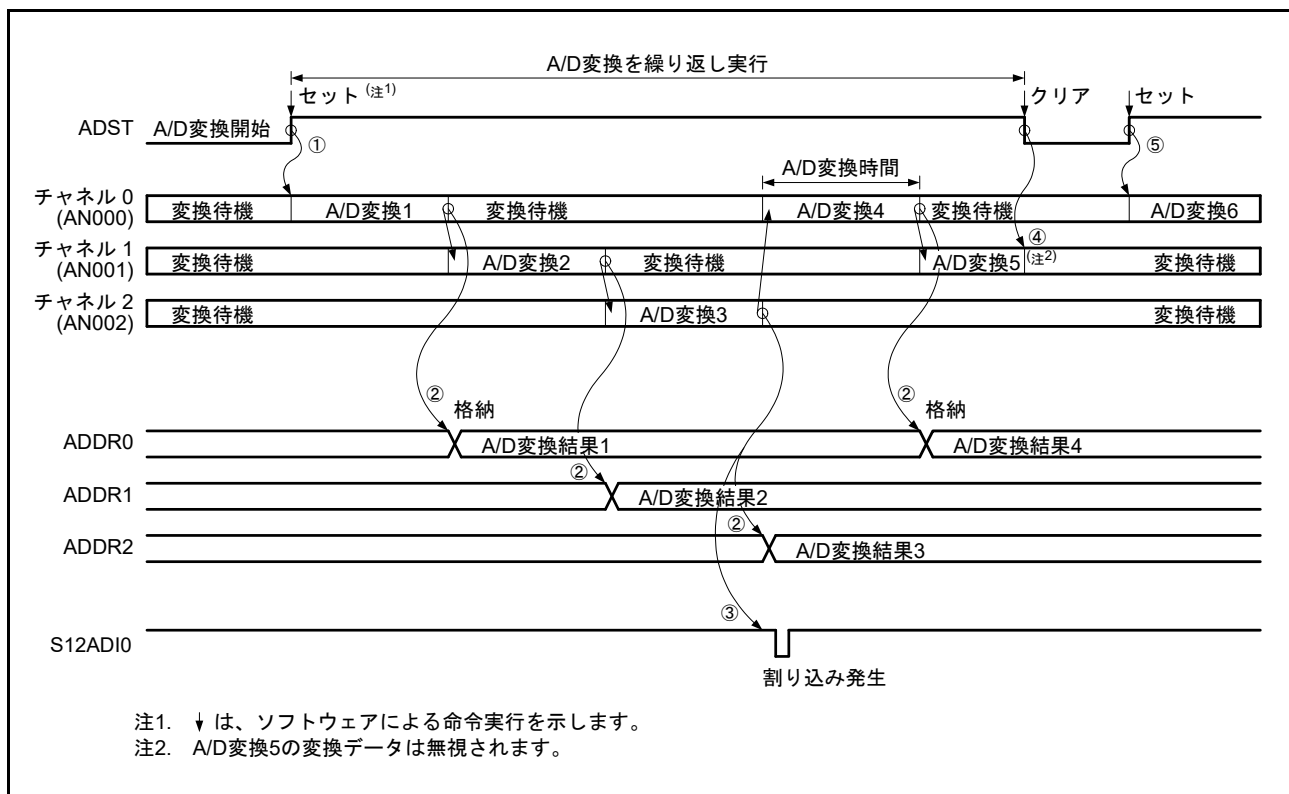 A/D変換を繰り返し実行
セット (注1) クリア セット
ADST A/D変換開始 ① ⑤
A/D変換時間
チャネル 0 (AN000) 変換待機 A/D変換1 変換待機 A/D変換4 変換待機 A/D変換6
④
チャネル 1 (AN001) 変換待機 A/D変換2 変換待機 A/D変換5 (注2) 変換待機
チャネル 2 (AN002) 変換待機 A/D変換3 変換待機
② 格納 ② 格納
ADDR0 A/D変換結果1 A/D変換結果4
②
ADDR1 A/D変換結果2
②
ADDR2 A/D変換結果3
③
S12ADI0
割り込み発生
注1. ↓ は、ソフトウェアによる命令実行を示します。
注2. A/D変換5の変換データは無視されます。